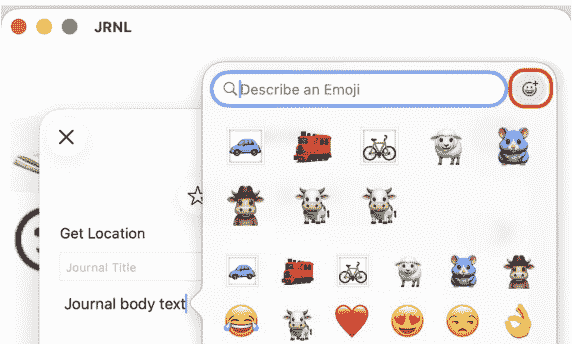 JRNL
Describe an Emoji
Get Location
Journal Title
Journal body text